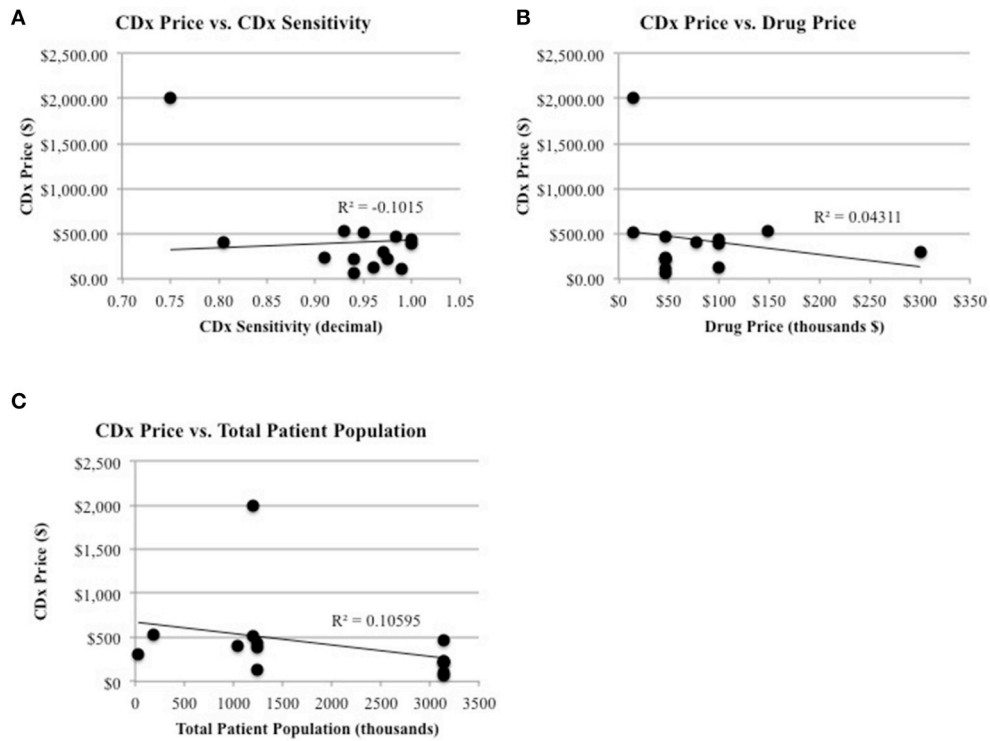 A
CDx Price vs. CDx Sensitivity
$2,500.00
$2,000.00
$1,500.00
$1,000.00
$500.00
$0.00
CDx Price ($)
R² = -0.1015
0.70 0.75 0.80 0.85 0.90 0.95 1.00 1.05
CDx Sensitivity (decimal)
B
CDx Price vs. Drug Price
$2,500.00
$2,000.00
$1,500.00
$1,000.00
$500.00
$0.00
CDx Price ($)
R² = 0.04311
$0 $50 $100 $150 $200 $250 $300 $350
Drug Price (thousands $)
C
CDx Price vs. Total Patient Population
$2,500
$2,000
$1,500
$1,000
$500
$0
CDx Price ($)
R² = 0.10595
0 500 1000 1500 2000 2500 3000 3500
Total Patient Population (thousands)